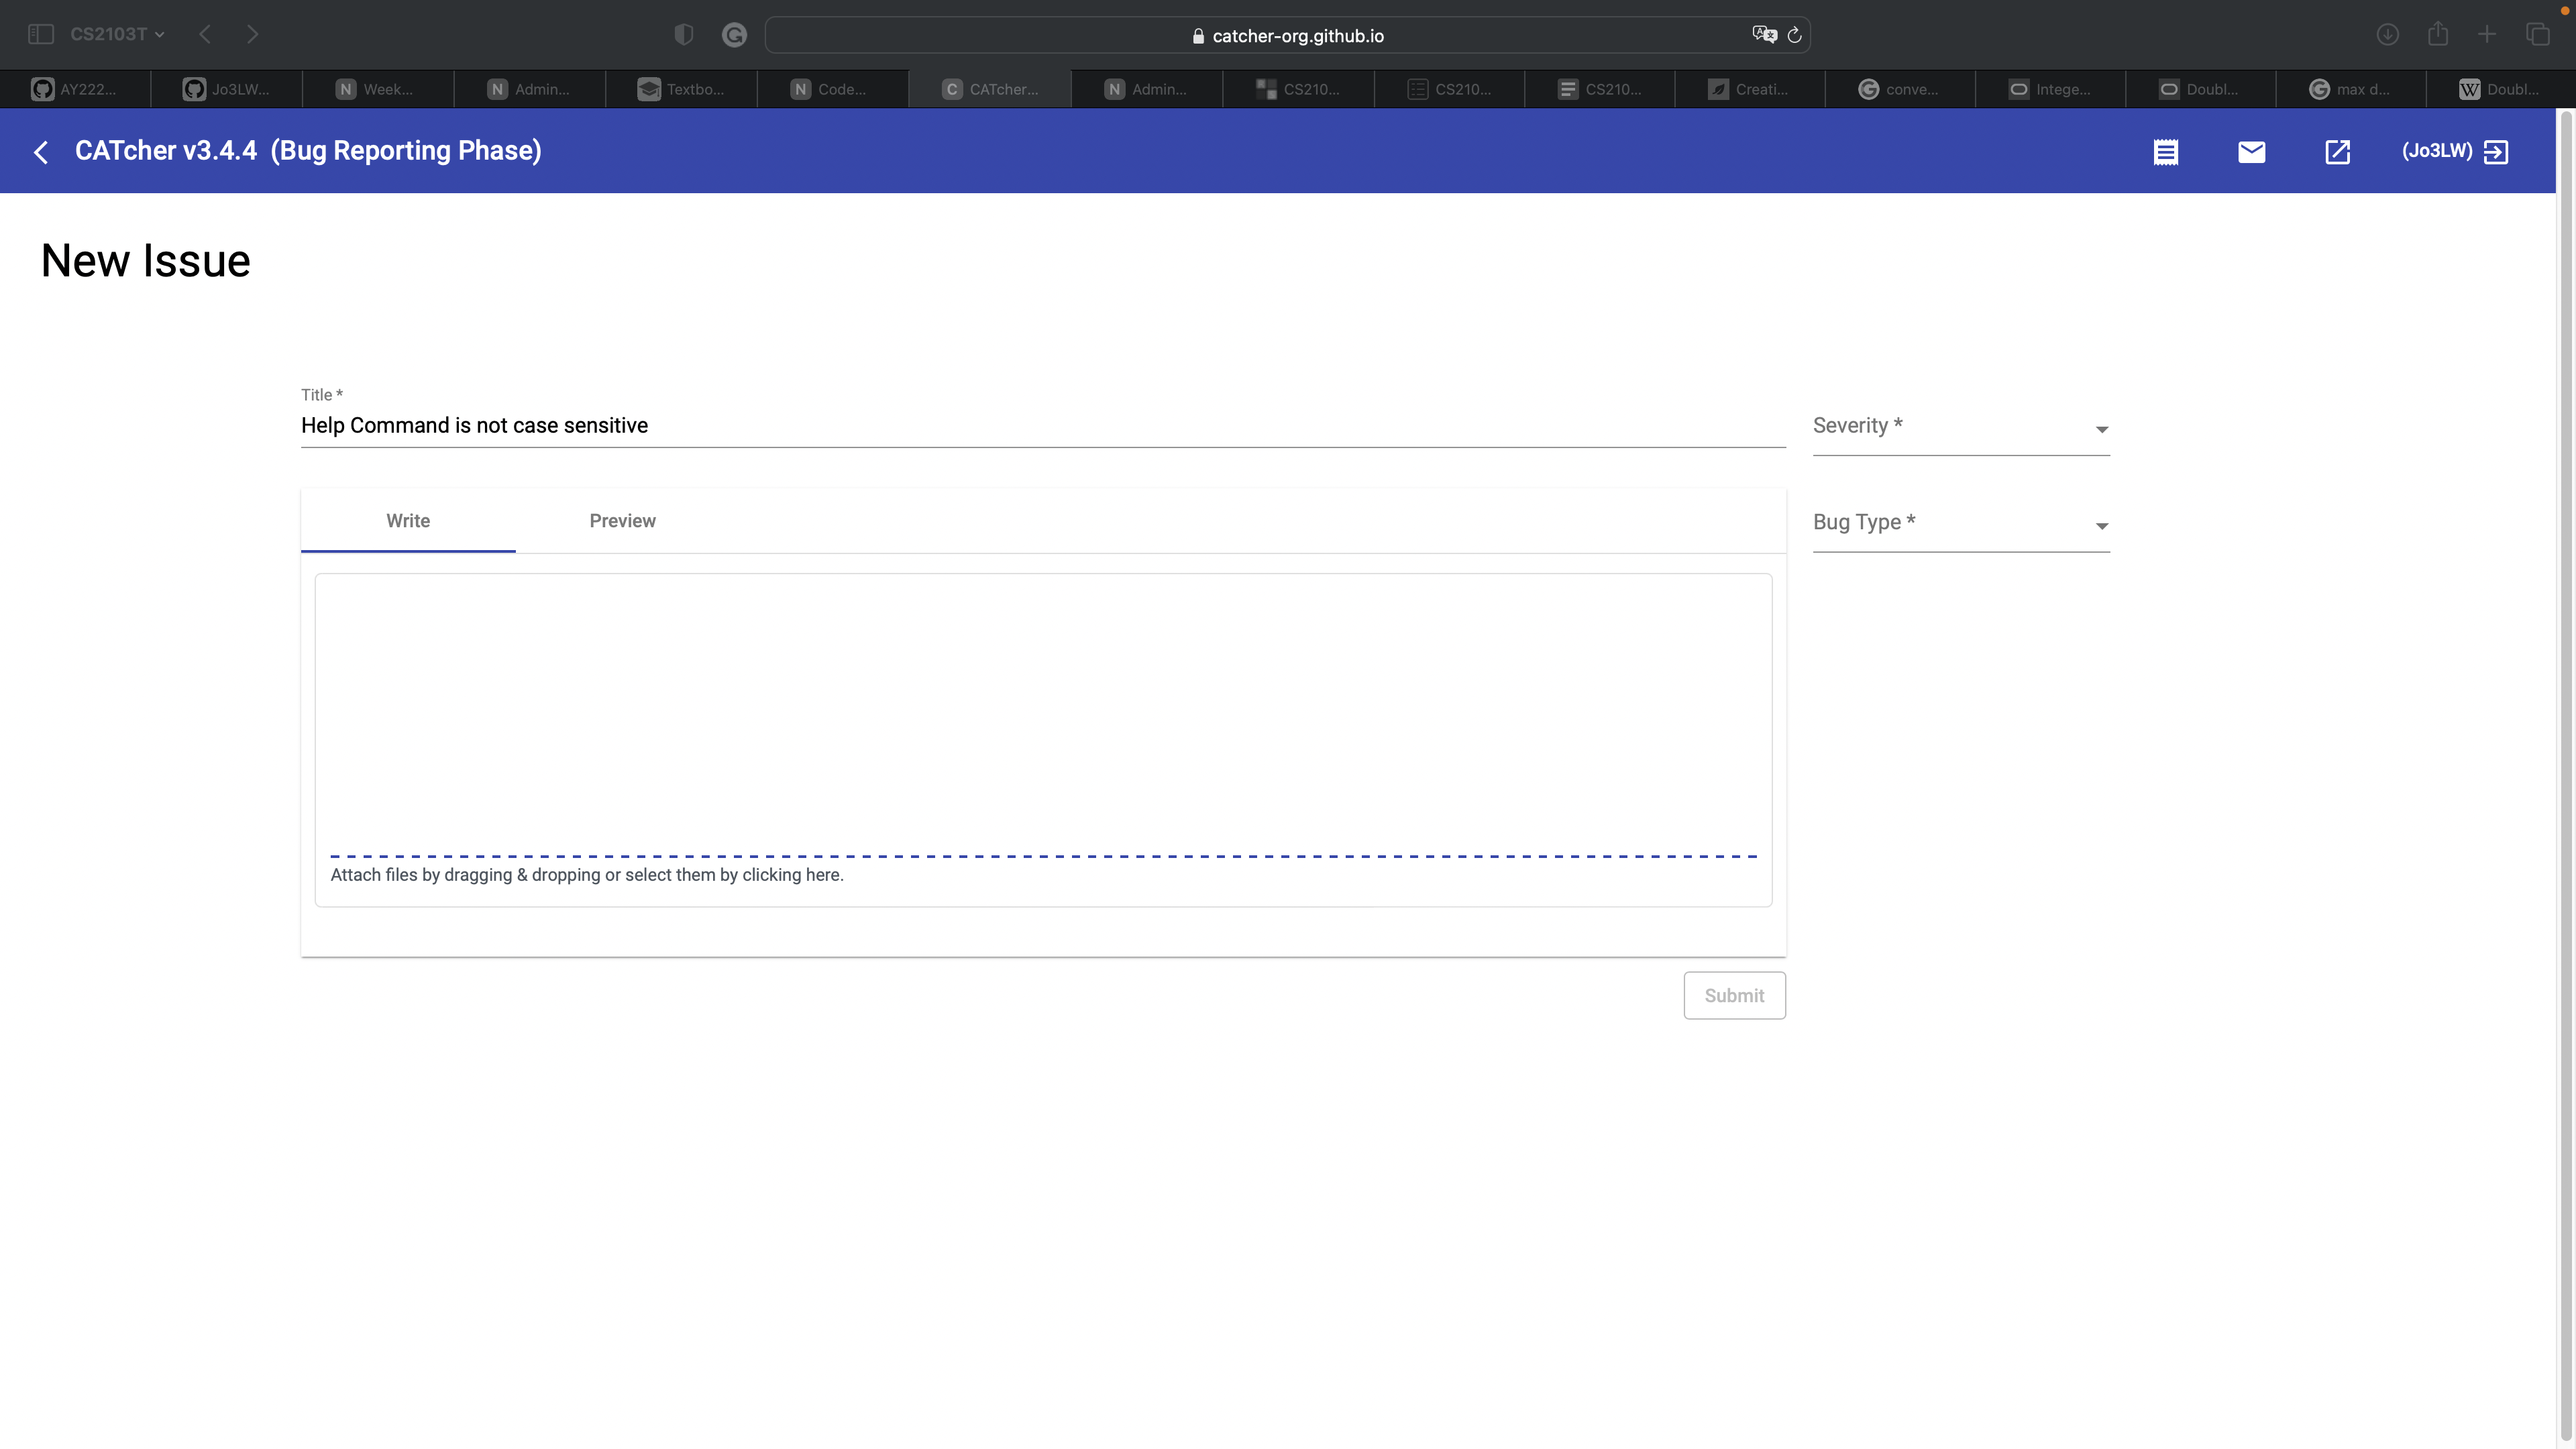 CS2103T
catcher-org.github.io
AY222...
Jo3LW...
N Week...
N Admin...
Textbo...
N Code...
C CATcher...
N Admin...
CS210...
CS210...
CS210...
Creati...
G conve...
Intege...
Doubl...
G max d...
W Doubl...
CATcher v3.4.4 (Bug Reporting Phase)
(Jo3LW)
New Issue
Title *
Help Command is not case sensitive
Severity *
Write
Preview
Bug Type *
Attach files by dragging & dropping or select them by clicking here.
Submit